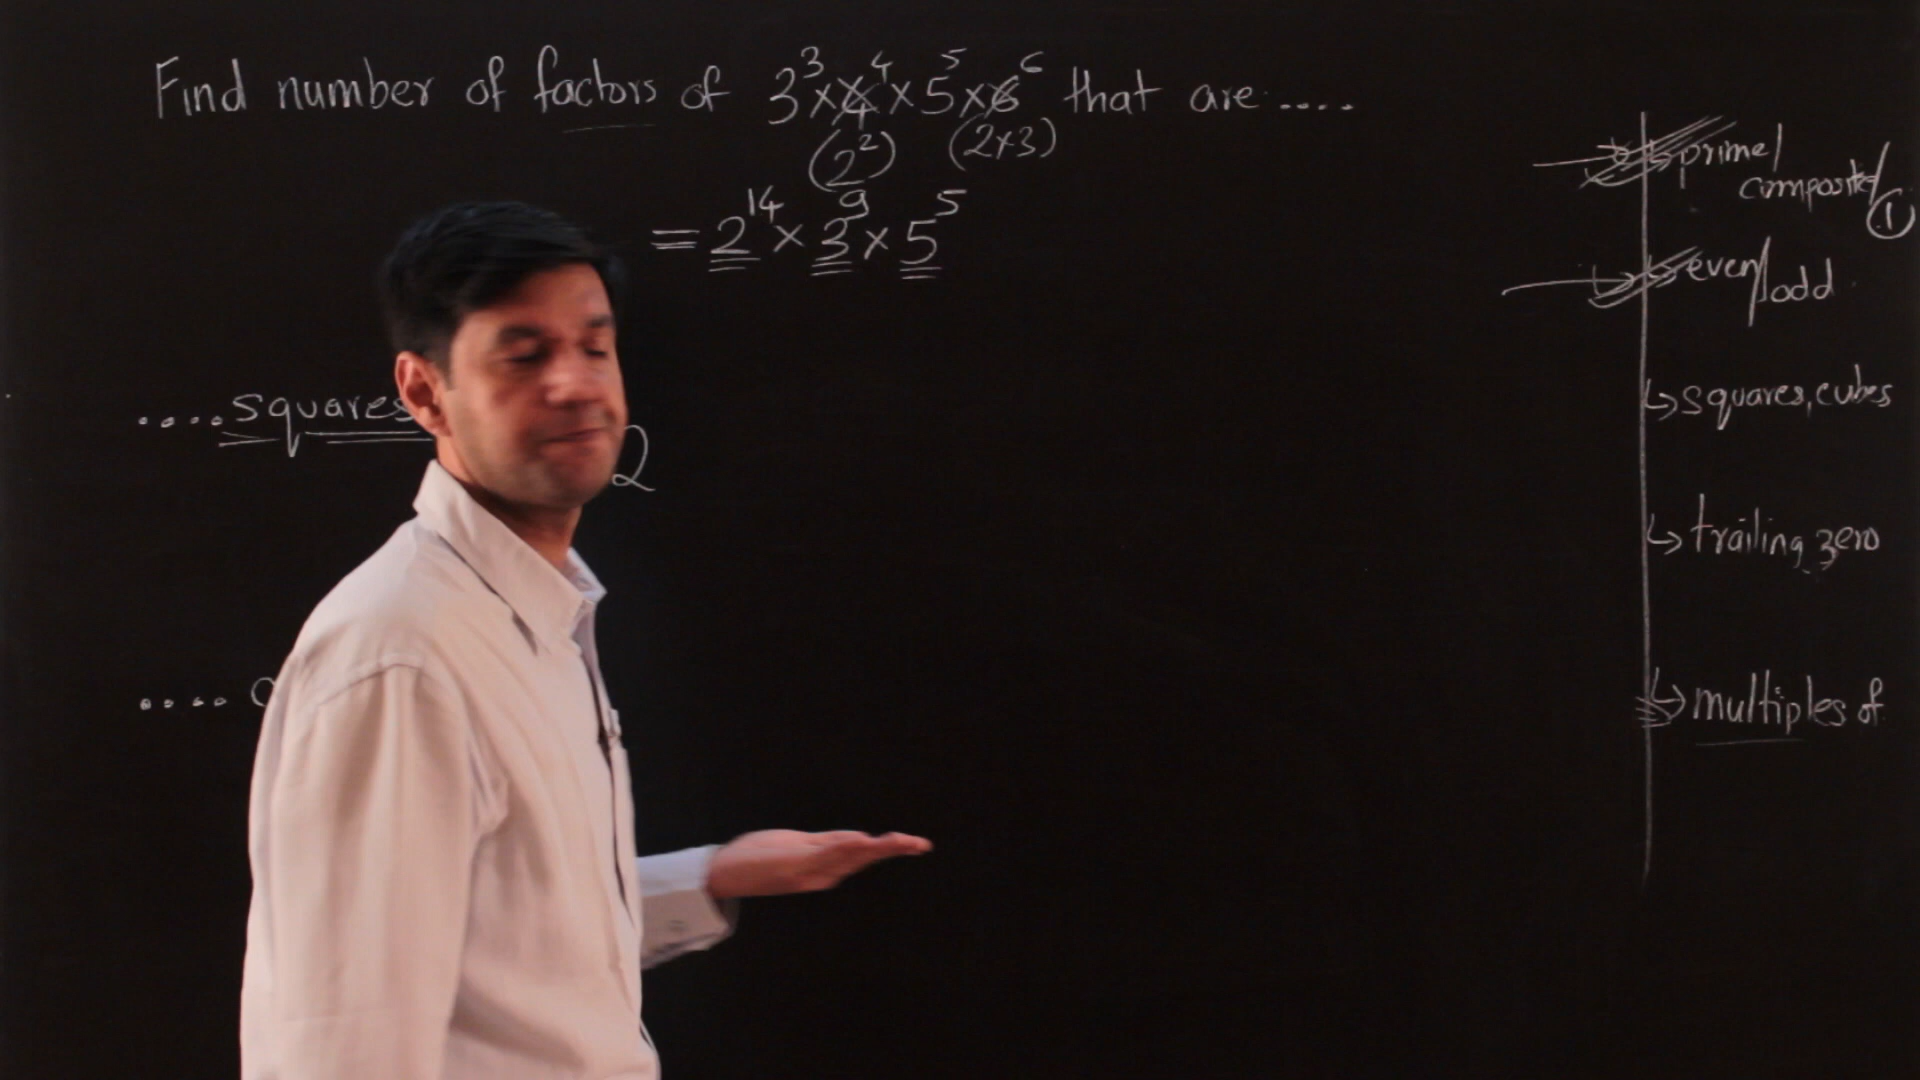 Find number of factors of 3³×4⁴×5⁵×6⁶ that are ....
(2²) (2×3)
= 2¹⁴ × 3⁹ × 5⁵
.... squares
2
....
prime/
composite/
①
even/odd
squares, cubes
trailing zero
multiples of